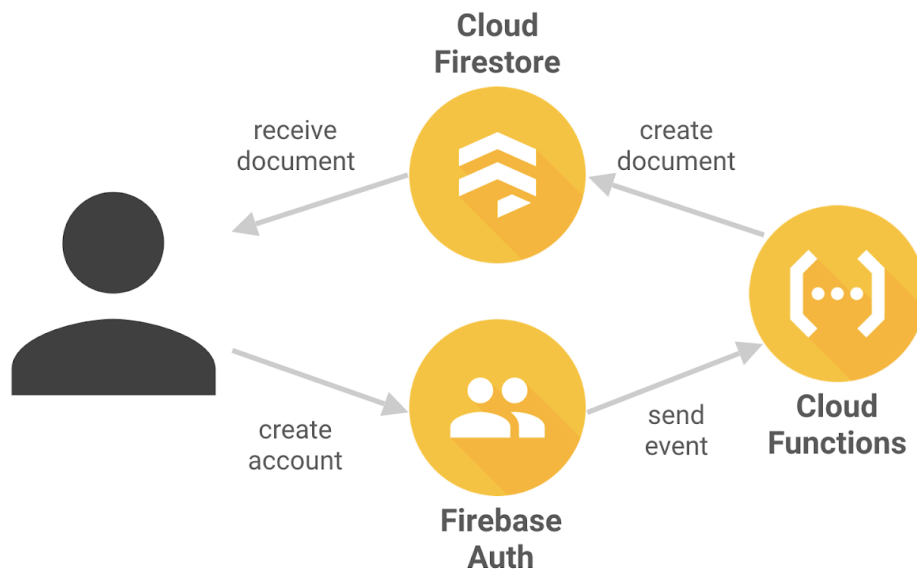 Cloud
Firestore
receive
document
create
document
create
account
send
event
Cloud
Functions
Firebase
Auth